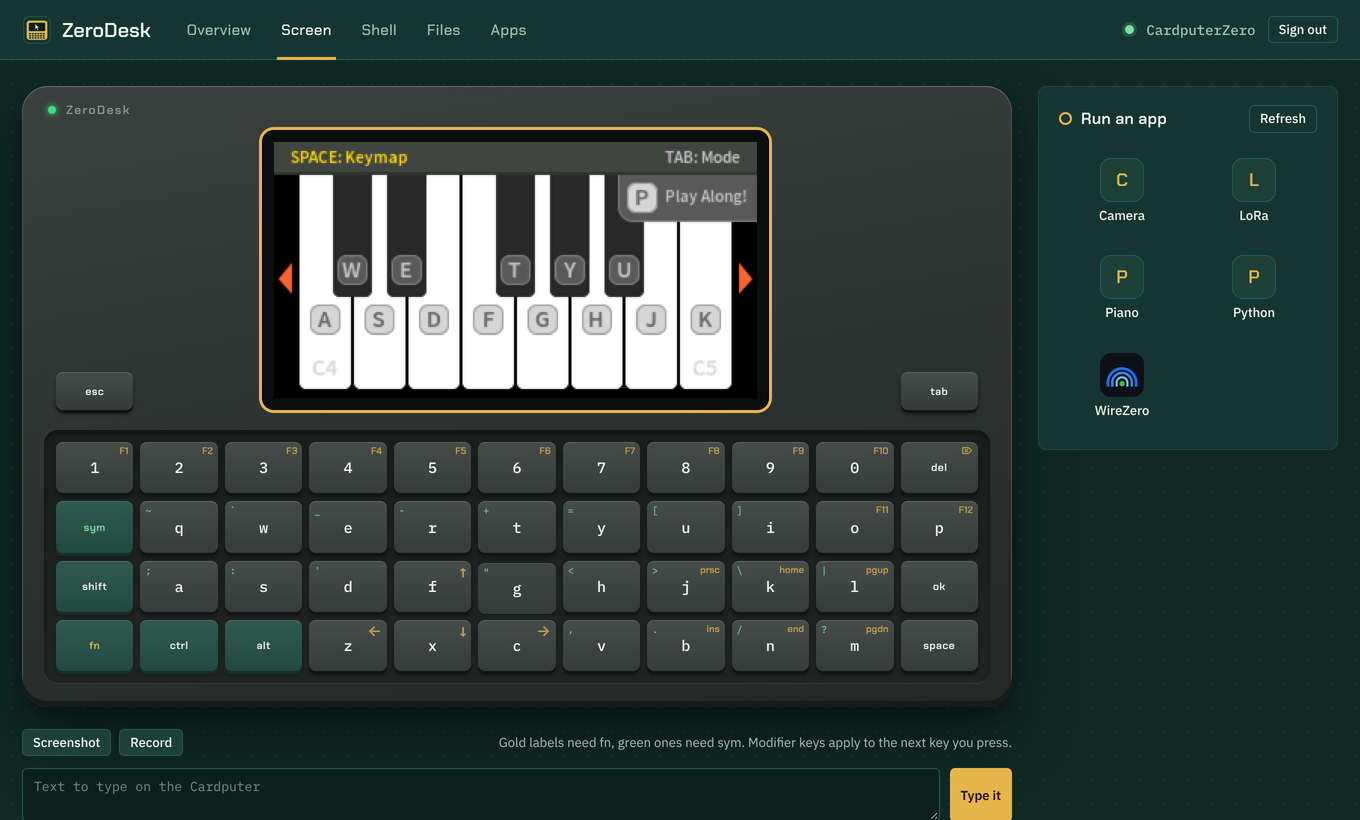 ZeroDesk Overview Screen Shell Files Apps CardputerZero Sign out
ZeroDesk
SPACE: Keymap TAB: Mode
P Play Along!
W E T Y U
A S D F G H J K
C4 C5
esc tab
1 F1 2 F2 3 F3 4 F4 5 F5 6 F6 7 F7 8 F8 9 F9 0 F10 del ⌦
sym ~ q ` w _ e - r + t = y [ u ] i o F11 p F12
shift ; a : s ' d f ↑ " g < h > j prsc \ k home | l pgup ok
fn ctrl alt z ← x ↓ c → , v . b ins / n end ? m pgdn space
Screenshot Record Gold labels need fn, green ones need sym. Modifier keys apply to the next key you press.
Text to type on the Cardputer Type it
Run an app Refresh
C L
Camera LoRa
P P
Piano Python
WireZero